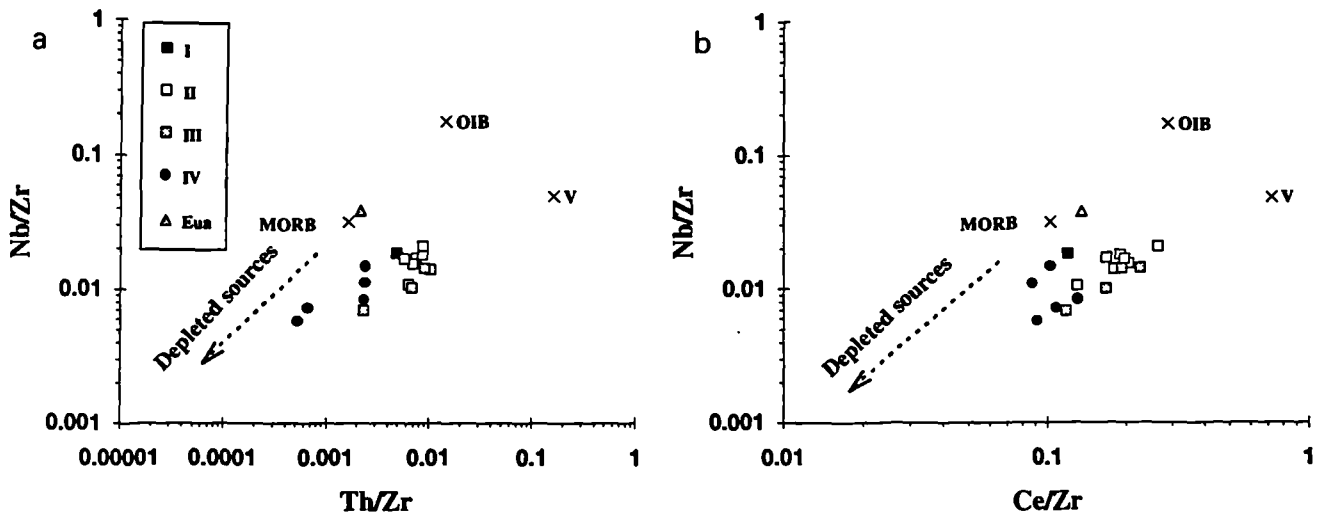 a
I
II
III
IV
Eua
1
0.1
0.01
0.001
Nb/Zr
0.00001 0.0001 0.001 0.01 0.1 1
Th/Zr
OIB
V
MORB
Depleted sources
b
1
0.1
0.01
0.001
Nb/Zr
0.01 0.1 1
Ce/Zr
OIB
V
MORB
Depleted sources